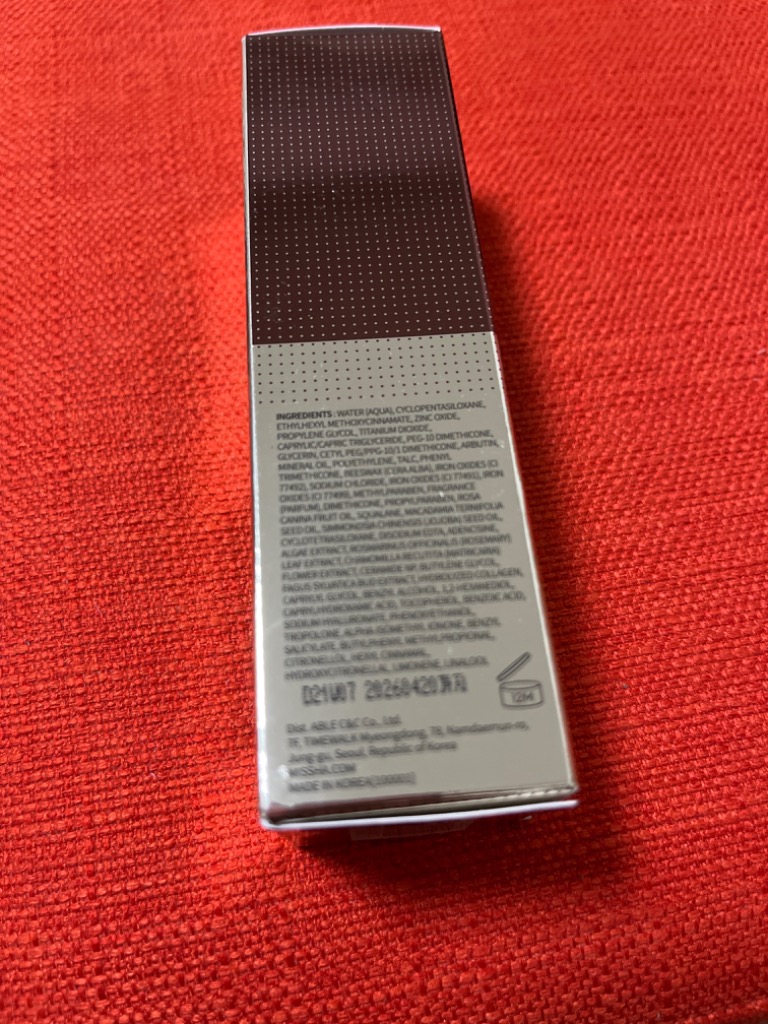 INGREDIENTS : WATER (AQUA), CYCLOPENTASILOXANE,
ETHYLHEXYL METHOXYCINNAMATE, ZINC OXIDE,
PROPYLENE GLYCOL, TITANIUM DIOXIDE,
CAPRYLIC/CAPRIC TRIGLYCERIDE, PEG-10 DIMETHICONE,
GLYCERIN, CETYL PEG/PPG-10/1 DIMETHICONE, ARBUTIN,
MINERAL OIL, POLYETHYLENE, TALC, PHENYL
TRIMETHICONE, BEESWAX (CERA ALBA), IRON OXIDES (CI
77492), SODIUM CHLORIDE, IRON OXIDES (CI 77491), IRON
OXIDES (CI 77499), METHYLPARABEN, FRAGRANCE
(PARFUM), DIMETHICONE, PROPYLPARABEN, ROSA
CANINA FRUIT OIL, SQUALANE, MACADAMIA TERNIFOLIA
SEED OIL, SIMMONDSIA CHINENSIS (JOJOBA) SEED OIL,
CYCLOTETRASILOXANE, DISODIUM EDTA, ADENOSINE,
ALGAE EXTRACT, ROSMARINUS OFFICINALIS (ROSEMARY)
LEAF EXTRACT, CHAMOMILLA RECUTITA (MATRICARIA)
FLOWER EXTRACT, CERAMIDE NP, BUTYLENE GLYCOL,
FAGUS SYLVATICA BUD EXTRACT, HYDROLYZED COLLAGEN,
CAPRYLYL GLYCOL, BENZYL ALCOHOL, 1,2-HEXANEDIOL,
CAPRYLHYDROXAMIC ACID, TOCOPHEROL, BENZOIC ACID,
SODIUM HYALURONATE, PHENOXYETHANOL,
ALPHA-ISOMETHYL IONONE, BENZYL
SALICYLATE, BUTYLPHENYL METHYLPROPIONAL,
CITRONELLOL, HEXYL CINNAMAL,
HYDROXYCITRONELLAL, LIMONENE, LINALOOL
20260420까지
12M
Dist. ABLE C&C Co., Ltd.
7F, TIMEWALK Myeongdong, 78, Namdaemun-ro,
Jung-gu, Seoul, Republic of Korea
MISSHA.COM
MADE IN KOREA